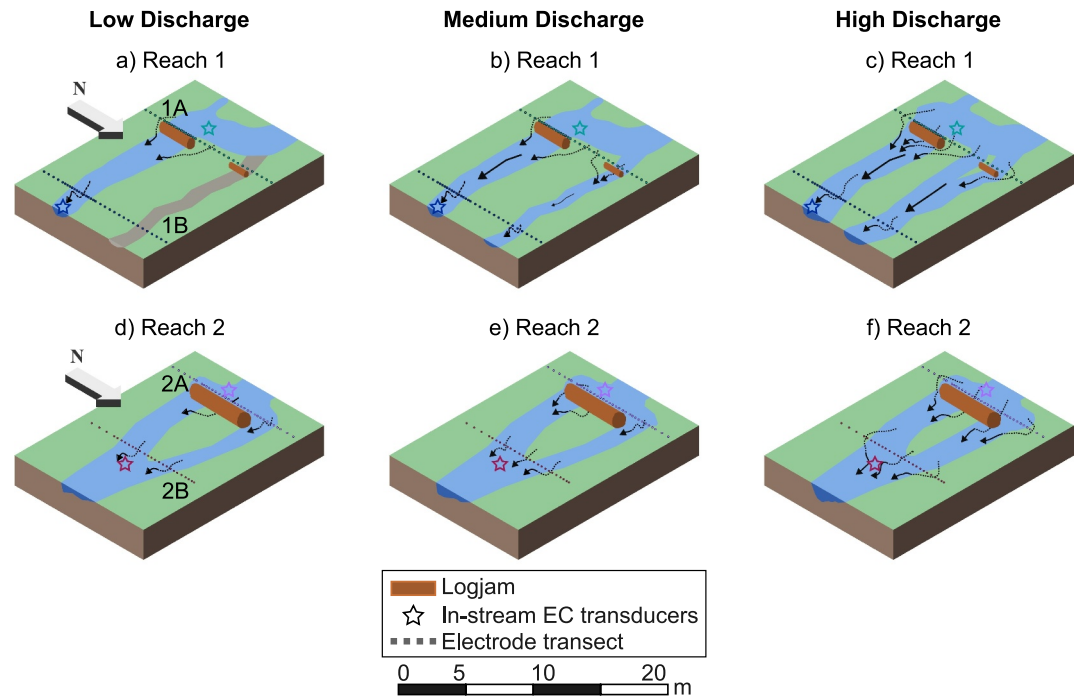 Low Discharge
Medium Discharge
High Discharge
a) Reach 1
b) Reach 1
c) Reach 1
N
1A
1B
d) Reach 2
e) Reach 2
f) Reach 2
N
2A
2B
Logjam
In-stream EC transducers
Electrode transect
0 5 10 20
m